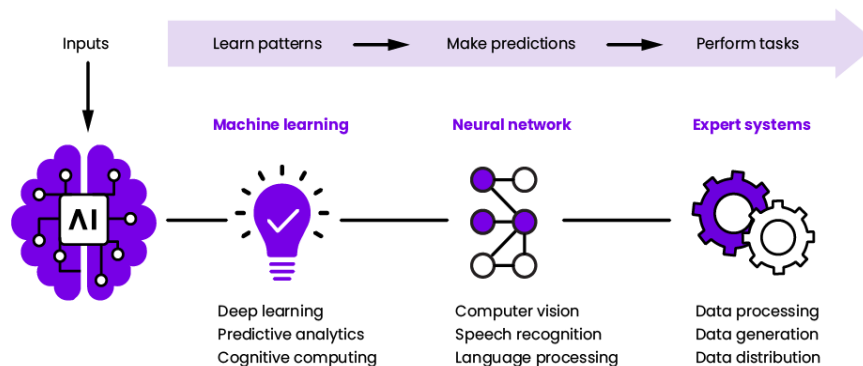 Inputs
Learn patterns
Make predictions
Perform tasks
Machine learning
Neural network
Expert systems
AI
Deep learning
Predictive analytics
Cognitive computing
Computer vision
Speech recognition
Language processing
Data processing
Data generation
Data distribution